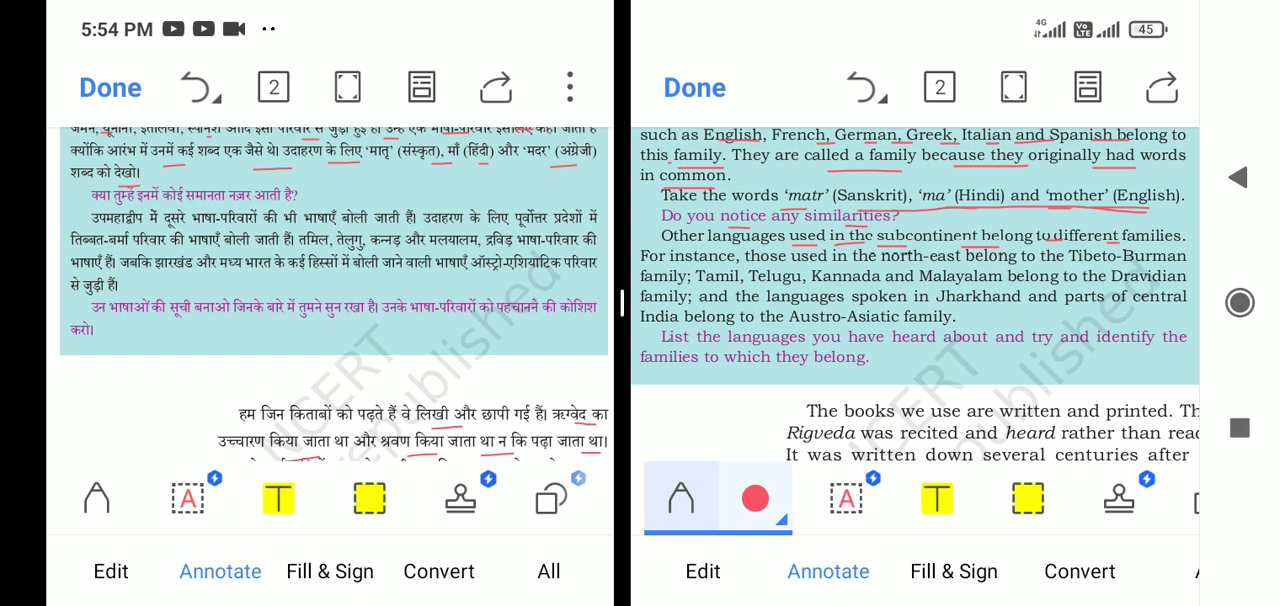 5:54 PM
Done
2
जर्मन, यूनानी, इतालवी, स्पेनिश आदि इसी परिवार से जुड़ी हुई हैं। उन्हें एक भाषा-परिवार इसलिए कहा जाता है
क्योंकि आरंभ में उनमें कई शब्द एक जैसे थे। उदाहरण के लिए 'मातृ' (संस्कृत), माँ (हिंदी) और 'मदर' (अंग्रेजी)
शब्द को देखो।
क्या तुम्हें इनमें कोई समानता नज़र आती है?
उपमहाद्वीप में दूसरे भाषा-परिवारों की भी भाषाएँ बोली जाती हैं। उदाहरण के लिए पूर्वोत्तर प्रदेशों में
तिब्बत-बर्मा परिवार की भाषाएँ बोली जाती हैं। तमिल, तेलुगु, कन्नड़ और मलयालम, द्रविड़ भाषा-परिवार की
भाषाएँ हैं। जबकि झारखंड और मध्य भारत के कई हिस्सों में बोली जाने वाली भाषाएँ ऑस्ट्रो-एशियाटिक परिवार
से जुड़ी हैं।
उन भाषाओं की सूची बनाओ जिनके बारे में तुमने सुन रखा है। उनके भाषा-परिवारों को पहचानने की कोशिश
करो।
हम जिन किताबों को पढ़ते हैं वे लिखी और छापी गई हैं। ऋग्वेद का
उच्चारण किया जाता था और श्रवण किया जाता था न कि पढ़ा जाता था।
NCERT
republished
A
T
Edit
Annotate
Fill & Sign
Convert
All
4G
Vo
LTE
45
Done
2
such as English, French, German, Greek, Italian and Spanish belong to
this family. They are called a family because they originally had words
in common.
Take the words 'matr' (Sanskrit), 'ma' (Hindi) and 'mother' (English).
Do you notice any similarities?
Other languages used in the subcontinent belong to different families.
For instance, those used in the north-east belong to the Tibeto-Burman
family; Tamil, Telugu, Kannada and Malayalam belong to the Dravidian
family; and the languages spoken in Jharkhand and parts of central
India belong to the Austro-Asiatic family.
List the languages you have heard about and try and identify the
families to which they belong.
The books we use are written and printed. Th
Rigveda was recited and heard rather than read
It was written down several centuries after
NCERT
republished
A
T
Edit
Annotate
Fill & Sign
Convert